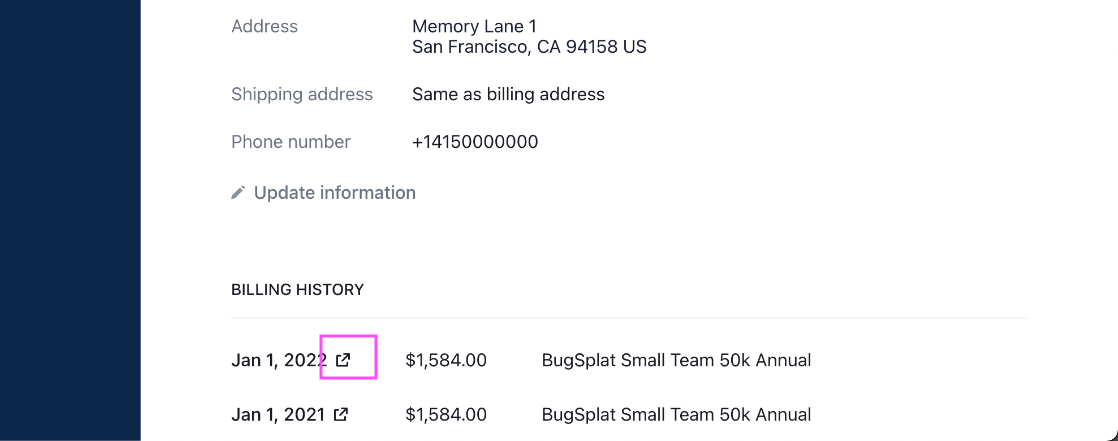 Address Memory Lane 1
San Francisco, CA 94158 US
Shipping address Same as billing address
Phone number +14150000000
Update information
BILLING HISTORY
Jan 1, 2022 $1,584.00 BugSplat Small Team 50k Annual
Jan 1, 2021 $1,584.00 BugSplat Small Team 50k Annual